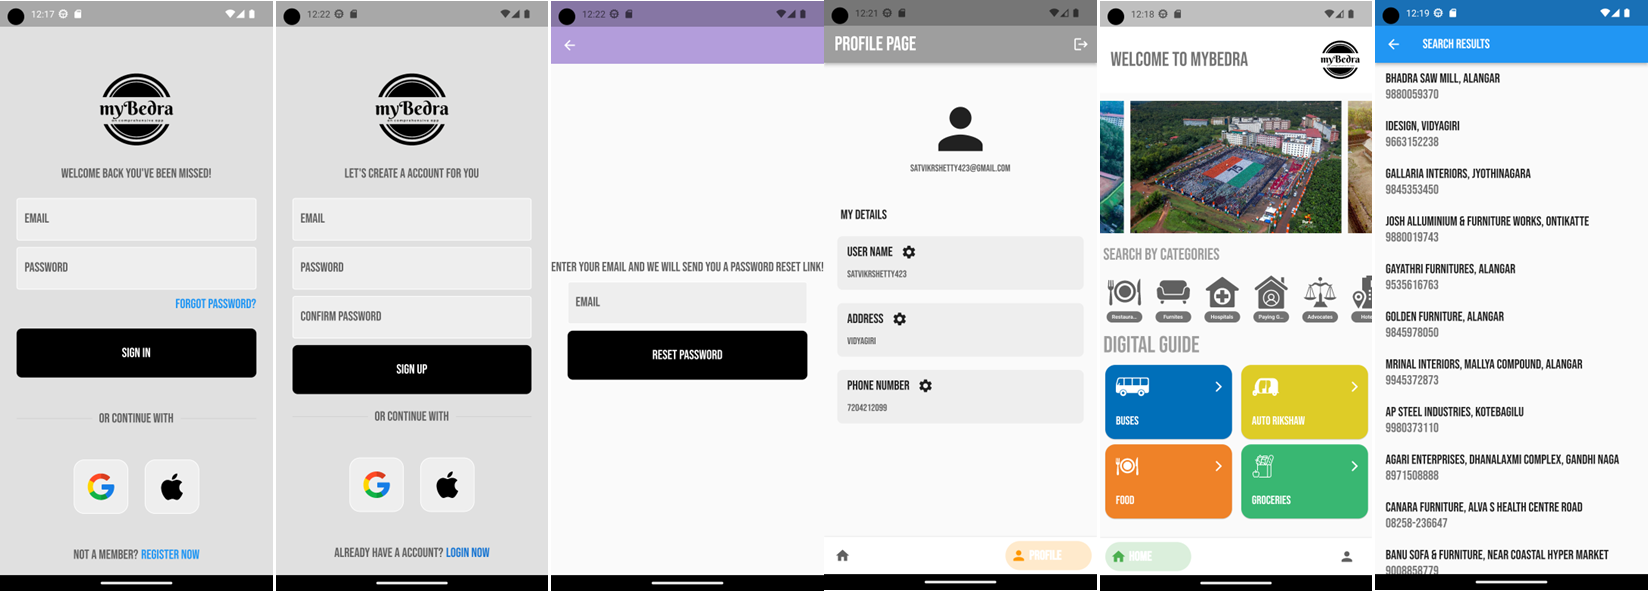 12:17
myBedra
WELCOME BACK YOU'VE BEEN MISSED!
EMAIL
PASSWORD
FORGOT PASSWORD?
SIGN IN
OR CONTINUE WITH
NOT A MEMBER? REGISTER NOW
12:22
myBedra
LET'S CREATE A ACCOUNT FOR YOU
EMAIL
PASSWORD
CONFIRM PASSWORD
SIGN UP
OR CONTINUE WITH
ALREADY HAVE A ACCOUNT? LOGIN NOW
12:22
ENTER YOUR EMAIL AND WE WILL SEND YOU A PASSWORD RESET LINK!
EMAIL
RESET PASSWORD
12:21
PROFILE PAGE
SATVIKRSHETTY423@GMAIL.COM
MY DETAILS
USER NAME
SATVIKRSHETTY423
ADDRESS
VIDYAGIRI
PHONE NUMBER
7204212099
PROFILE
12:18
WELCOME TO MYBEDRA
myBedra
SEARCH BY CATEGORIES
Restaura...
Furnites
Hospitals
Paying G...
Advocates
Hote
DIGITAL GUIDE
BUSES
AUTO RIKSHAW
FOOD
GROCERIES
HOME
12:19
SEARCH RESULTS
BHADRA SAW MILL, ALANGAR
9880059370
IDESIGN, VIDYAGIRI
9663152238
GALLARIA INTERIORS, JYOTHINAGARA
9845353450
JOSH ALLUMINIUM & FURNITURE WORKS, ONTIKATTE
9880019743
GAYATHRI FURNITURES, ALANGAR
9535616763
GOLDEN FURNITURE, ALANGAR
9845978050
MRINAL INTERIORS, MALLYA COMPOUND, ALANGAR
9945372873
AP STEEL INDUSTRIES, KOTEBAGILU
9980373110
AGARI ENTERPRISES, DHANALAXMI COMPLEX, GANDHI NAGA
8971508888
CANARA FURNITURE, ALVA S HEALTH CENTRE ROAD
08258-236647
BANU SOFA & FURNITURE, NEAR COASTAL HYPER MARKET
9008858779